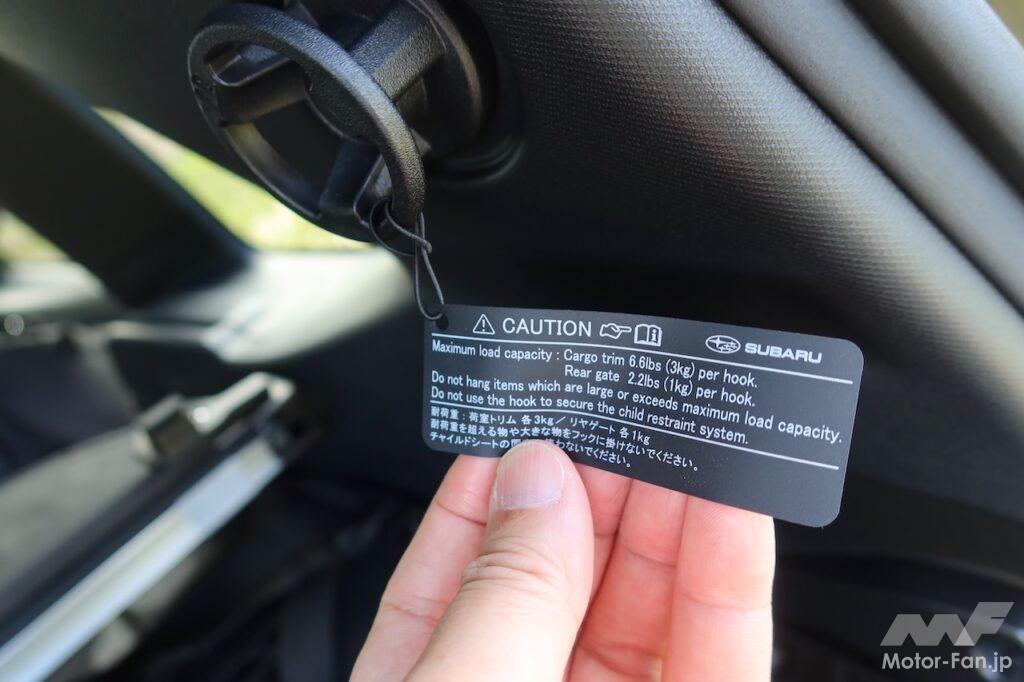 CAUTION
SUBARU
Maximum load capacity : Cargo trim 6.6lbs (3kg) per hook.
Rear gate 2.2lbs (1kg) per hook.
Do not hang items which are large or exceeds maximum load capacity.
Do not use the hook to secure the child restraint system.
耐荷重：荷室トリム 各3kg／リヤゲート 各1kg
耐荷重を超える物や大きな物をフックに掛けないでください。
チャイルドシートの わないでください。
MF
Motor-Fan.jp